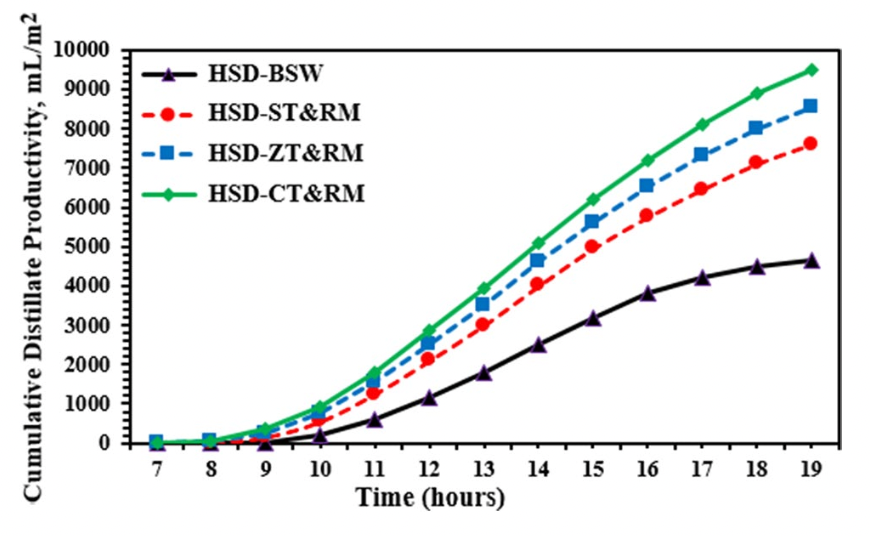 Cumulative Distillate Productivity, mL/m²
10000
9000
8000
7000
6000
5000
4000
3000
2000
1000
0
HSD-BSW
HSD-ST&RM
HSD-ZT&RM
HSD-CT&RM
7 8 9 10 11 12 13 14 15 16 17 18 19
Time (hours)